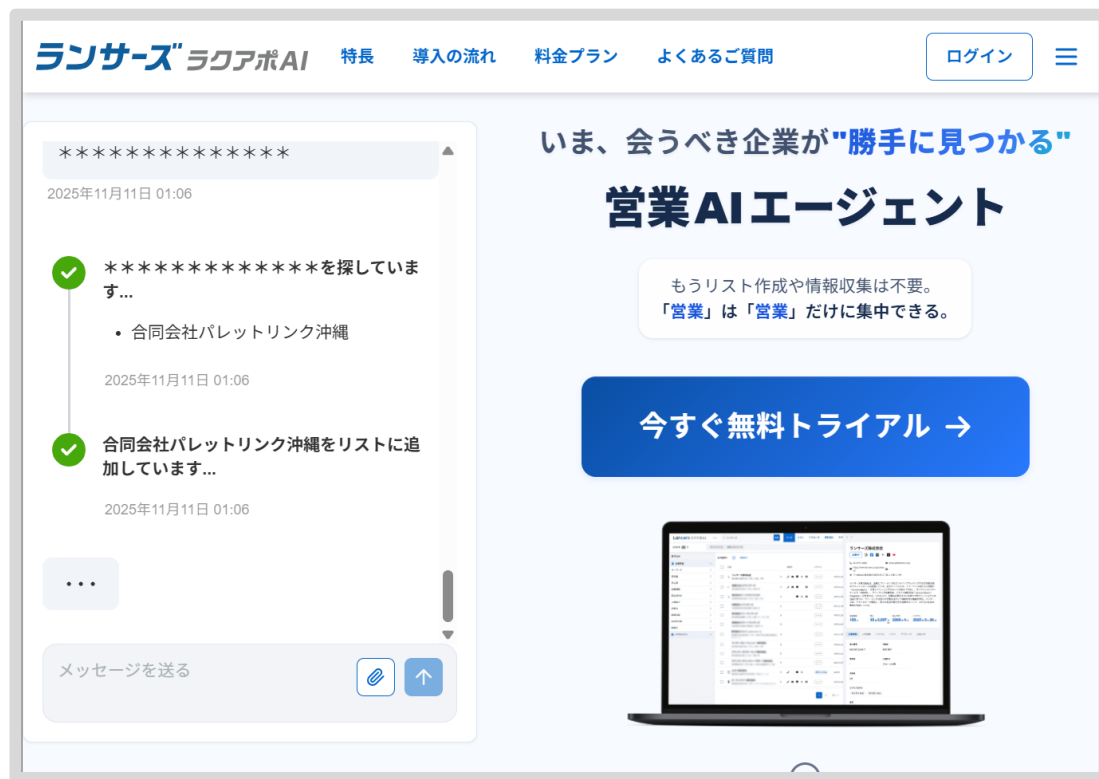 ランサーズ ラクアポAI
特長
導入の流れ
料金プラン
よくあるご質問
ログイン
**************
2025年11月11日 01:06
*************を探していま
す...
• 合同会社パレットリンク沖縄
2025年11月11日 01:06
合同会社パレットリンク沖縄をリストに追
加しています...
2025年11月11日 01:06
•••
メッセージを送る
いま、会うべき企業が"勝手に見つかる"
営業AIエージェント
もうリスト作成や情報収集は不要。
「営業」は「営業」だけに集中できる。
今すぐ無料トライアル →